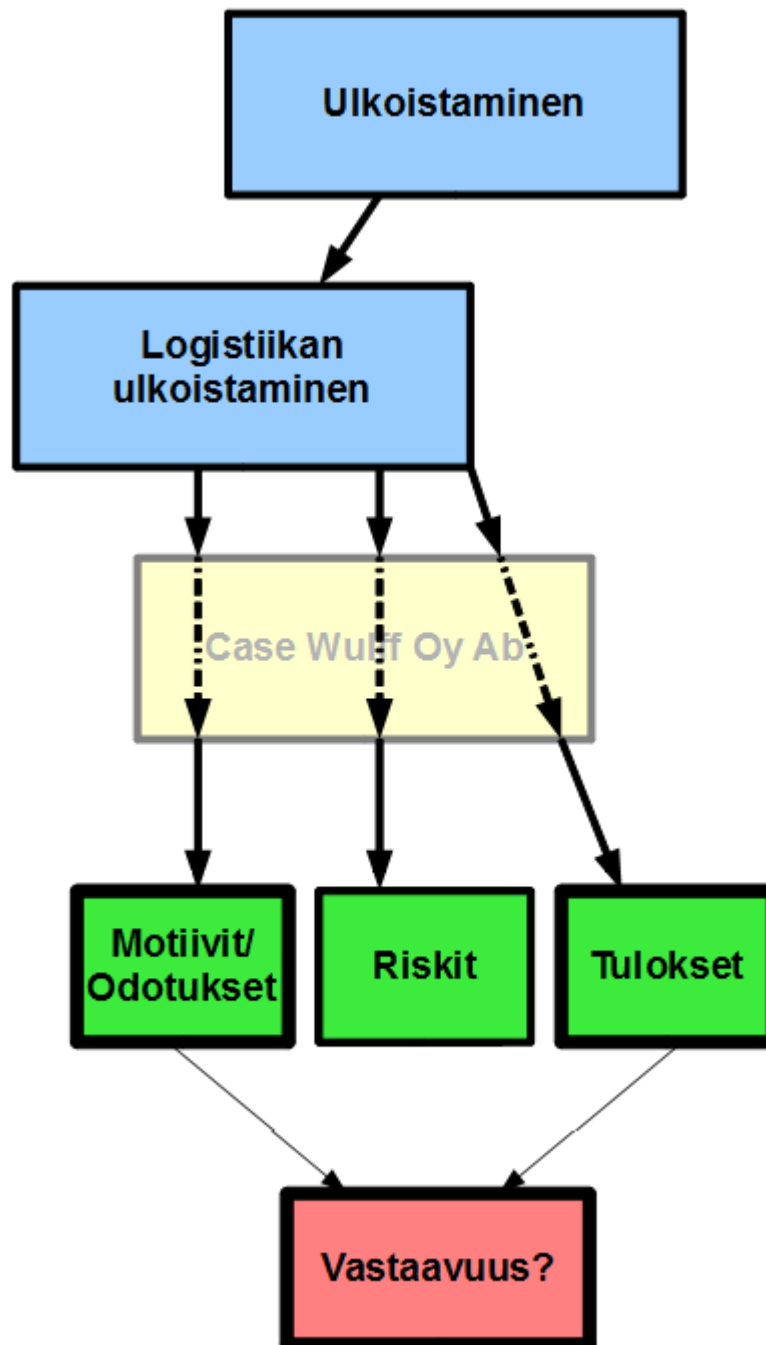 Ulkoistaminen
Logistiikan
ulkoistaminen
Case Wulff Oy Ab
Motiivit/
Odotukset
Riskit
Tulokset
Vastaavuus?